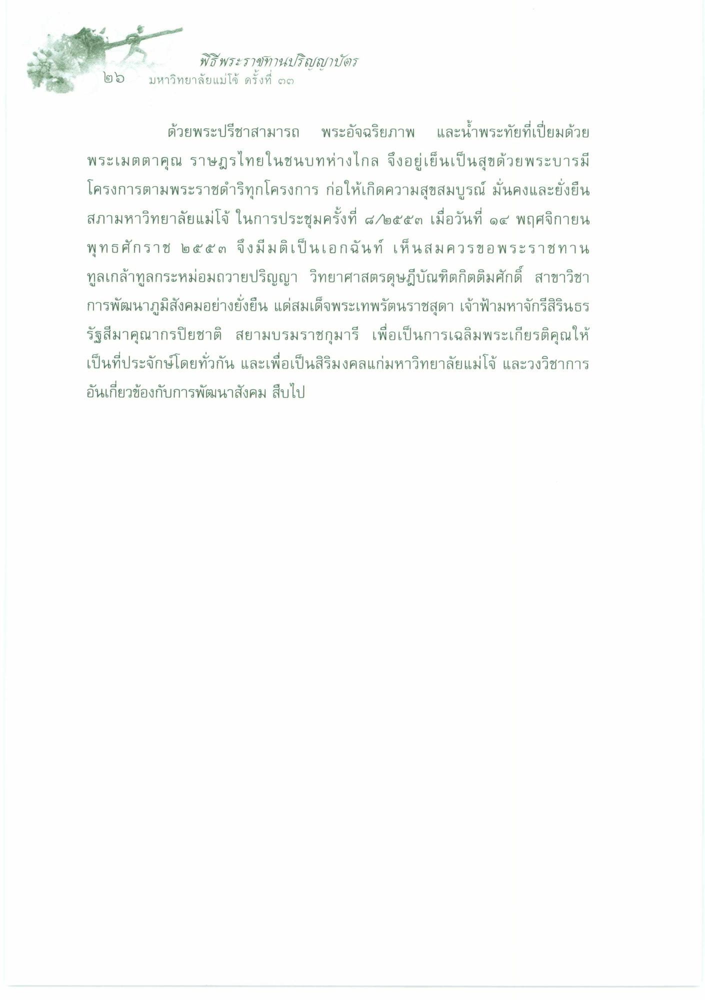 พิธีพระราชทานปริญญาบัตร
๒๖ มหาวิทยาลัยแม่โจ้ ครั้งที่ ๓๓
ด้วยพระปรีชาสามารถ พระอัจฉริยภาพ และน้ำพระทัยที่เปี่ยมด้วย
พระเมตตาคุณ ราษฎรไทยในชนบทห่างไกล จึงอยู่เย็นเป็นสุขด้วยพระบารมี
โครงการตามพระราชดำริทุกโครงการ ก่อให้เกิดความสุขสมบูรณ์ มั่นคงและยั่งยืน
สภามหาวิทยาลัยแม่โจ้ ในการประชุมครั้งที่ ๘/๒๕๕๓ เมื่อวันที่ ๑๔ พฤศจิกายน
พุทธศักราช ๒๕๕๓ จึงมีมติเป็นเอกฉันท์ เห็นสมควรขอพระราชทาน
ทูลเกล้าทูลกระหม่อมถวายปริญญา วิทยาศาสตรดุษฎีบัณฑิตกิตติมศักดิ์ สาขาวิชา
การพัฒนาภูมิสังคมอย่างยั่งยืน แด่สมเด็จพระเทพรัตนราชสุดา เจ้าฟ้ามหาจักรีสิรินธร
รัฐสีมาคุณากรปิยชาติ สยามบรมราชกุมารี เพื่อเป็นการเฉลิมพระเกียรติคุณให้
เป็นที่ประจักษ์โดยทั่วกัน และเพื่อเป็นสิริมงคลแก่มหาวิทยาลัยแม่โจ้ และวงวิชาการ
อันเกี่ยวข้องกับการพัฒนาสังคม สืบไป